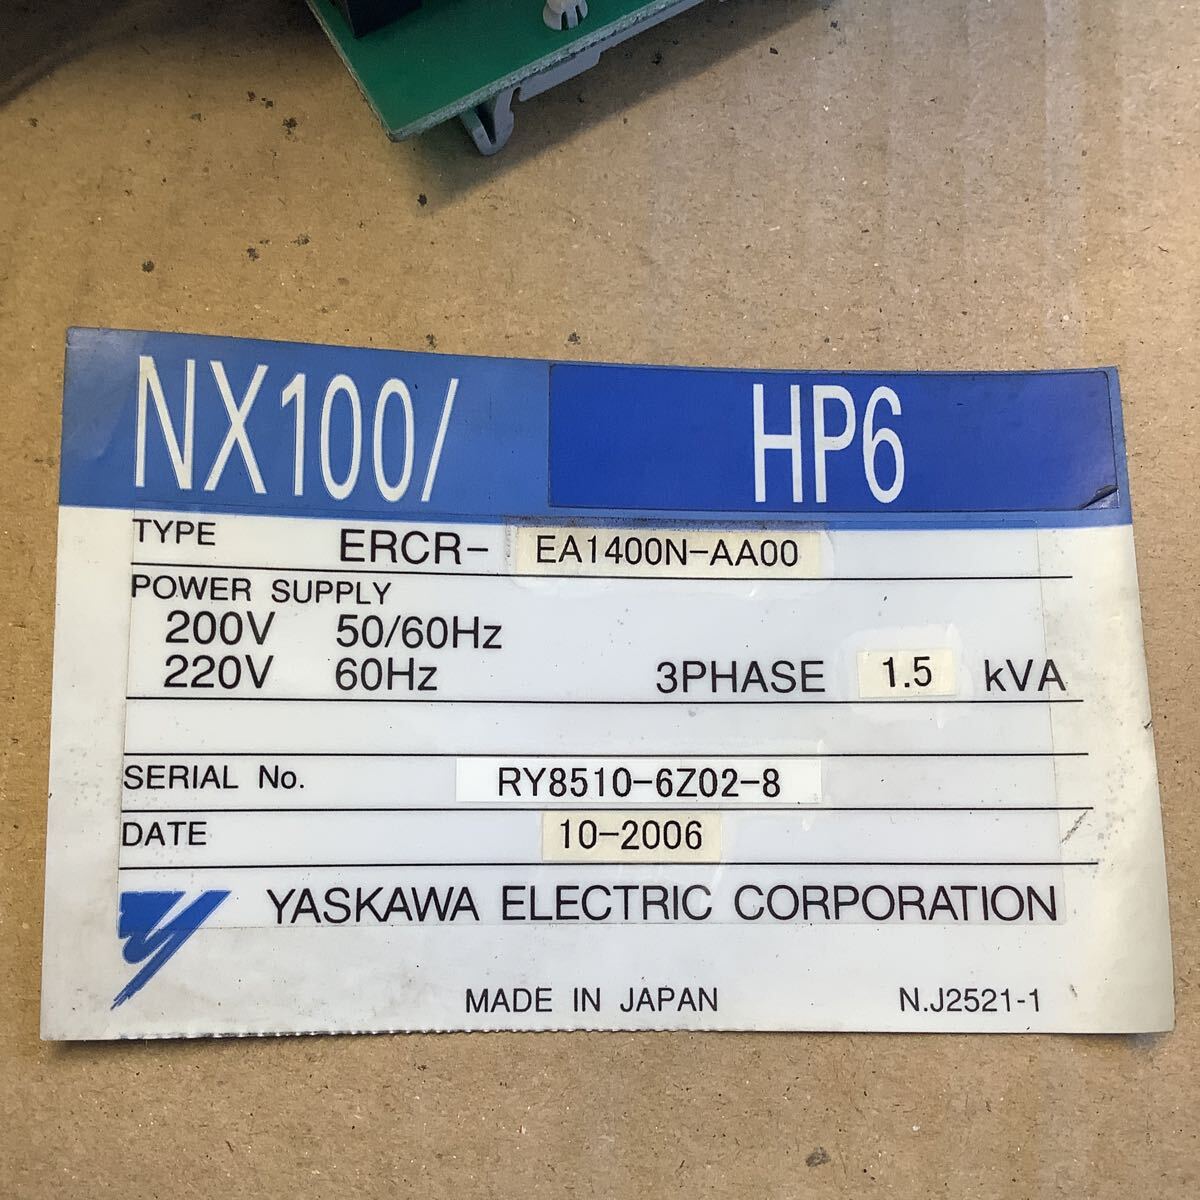 NX100/ HP6
TYPE ERCR- EA1400N-AA00
POWER SUPPLY
200V 50/60Hz
220V 60Hz 3PHASE 1.5 kVA
SERIAL No. RY8510-6Z02-8
DATE 10-2006
YASKAWA ELECTRIC CORPORATION
MADE IN JAPAN N.J2521-1